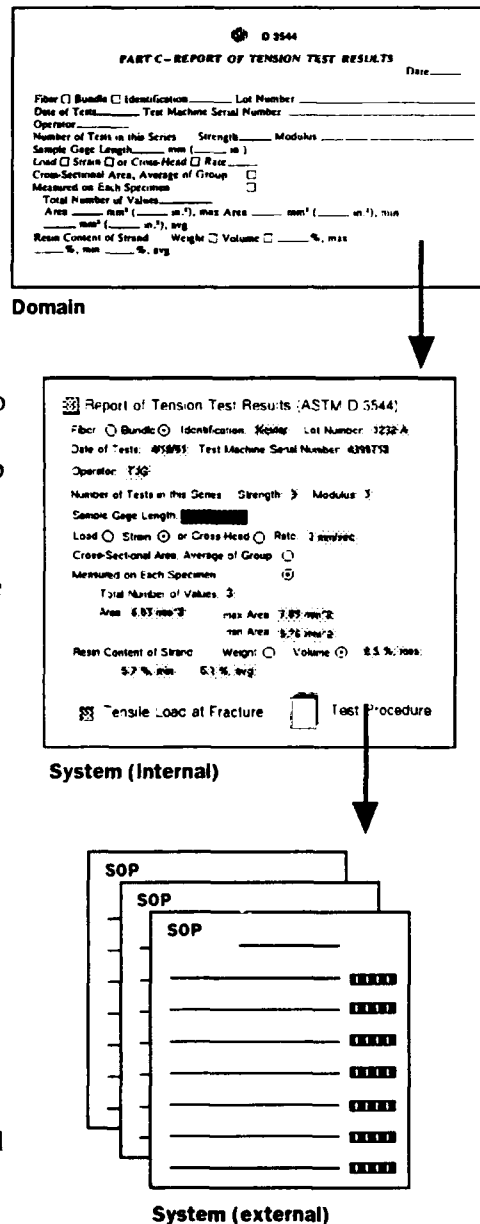 D 3544
PART C–REPORT OF TENSION TEST RESULTS
Date
Fiber Bundle Identification Lot Number
Date of Tests Test Machine Serial Number
Operator
Number of Tests in this Series Strength Modulus
Sample Gage Length mm ( in )
Load Strain or Cross-Head Rate
Cross-Sectional Area, Average of Group
Measured on Each Specimen
Total Number of Values
Area mm² ( in.²), max Area mm² ( in.²), min
mm² ( in.²), avg
Resin Content of Strand Weight Volume %, max
%, min %, avg
Domain
Report of Tension Test Results (ASTM D 3544)
Fiber Bundle Identification: Lot Number: 3232-A
Date of Tests: Test Machine Serial Number:
Operator: TJG
Number of Tests in this Series Strength: 3 Modulus: 3
Sample Gage Length:
Load Strain or Cross-Head Rate:
Cross-Sectional Area, Average of Group
Measured on Each Specimen
Total Number of Values: 3
Area max Area
min Area
Resin Content of Strand Weight Volume %, max
%, min %, avg
Tensile Load at Fracture Test Procedure
System (Internal)
SOP
SOP
SOP
System (external)